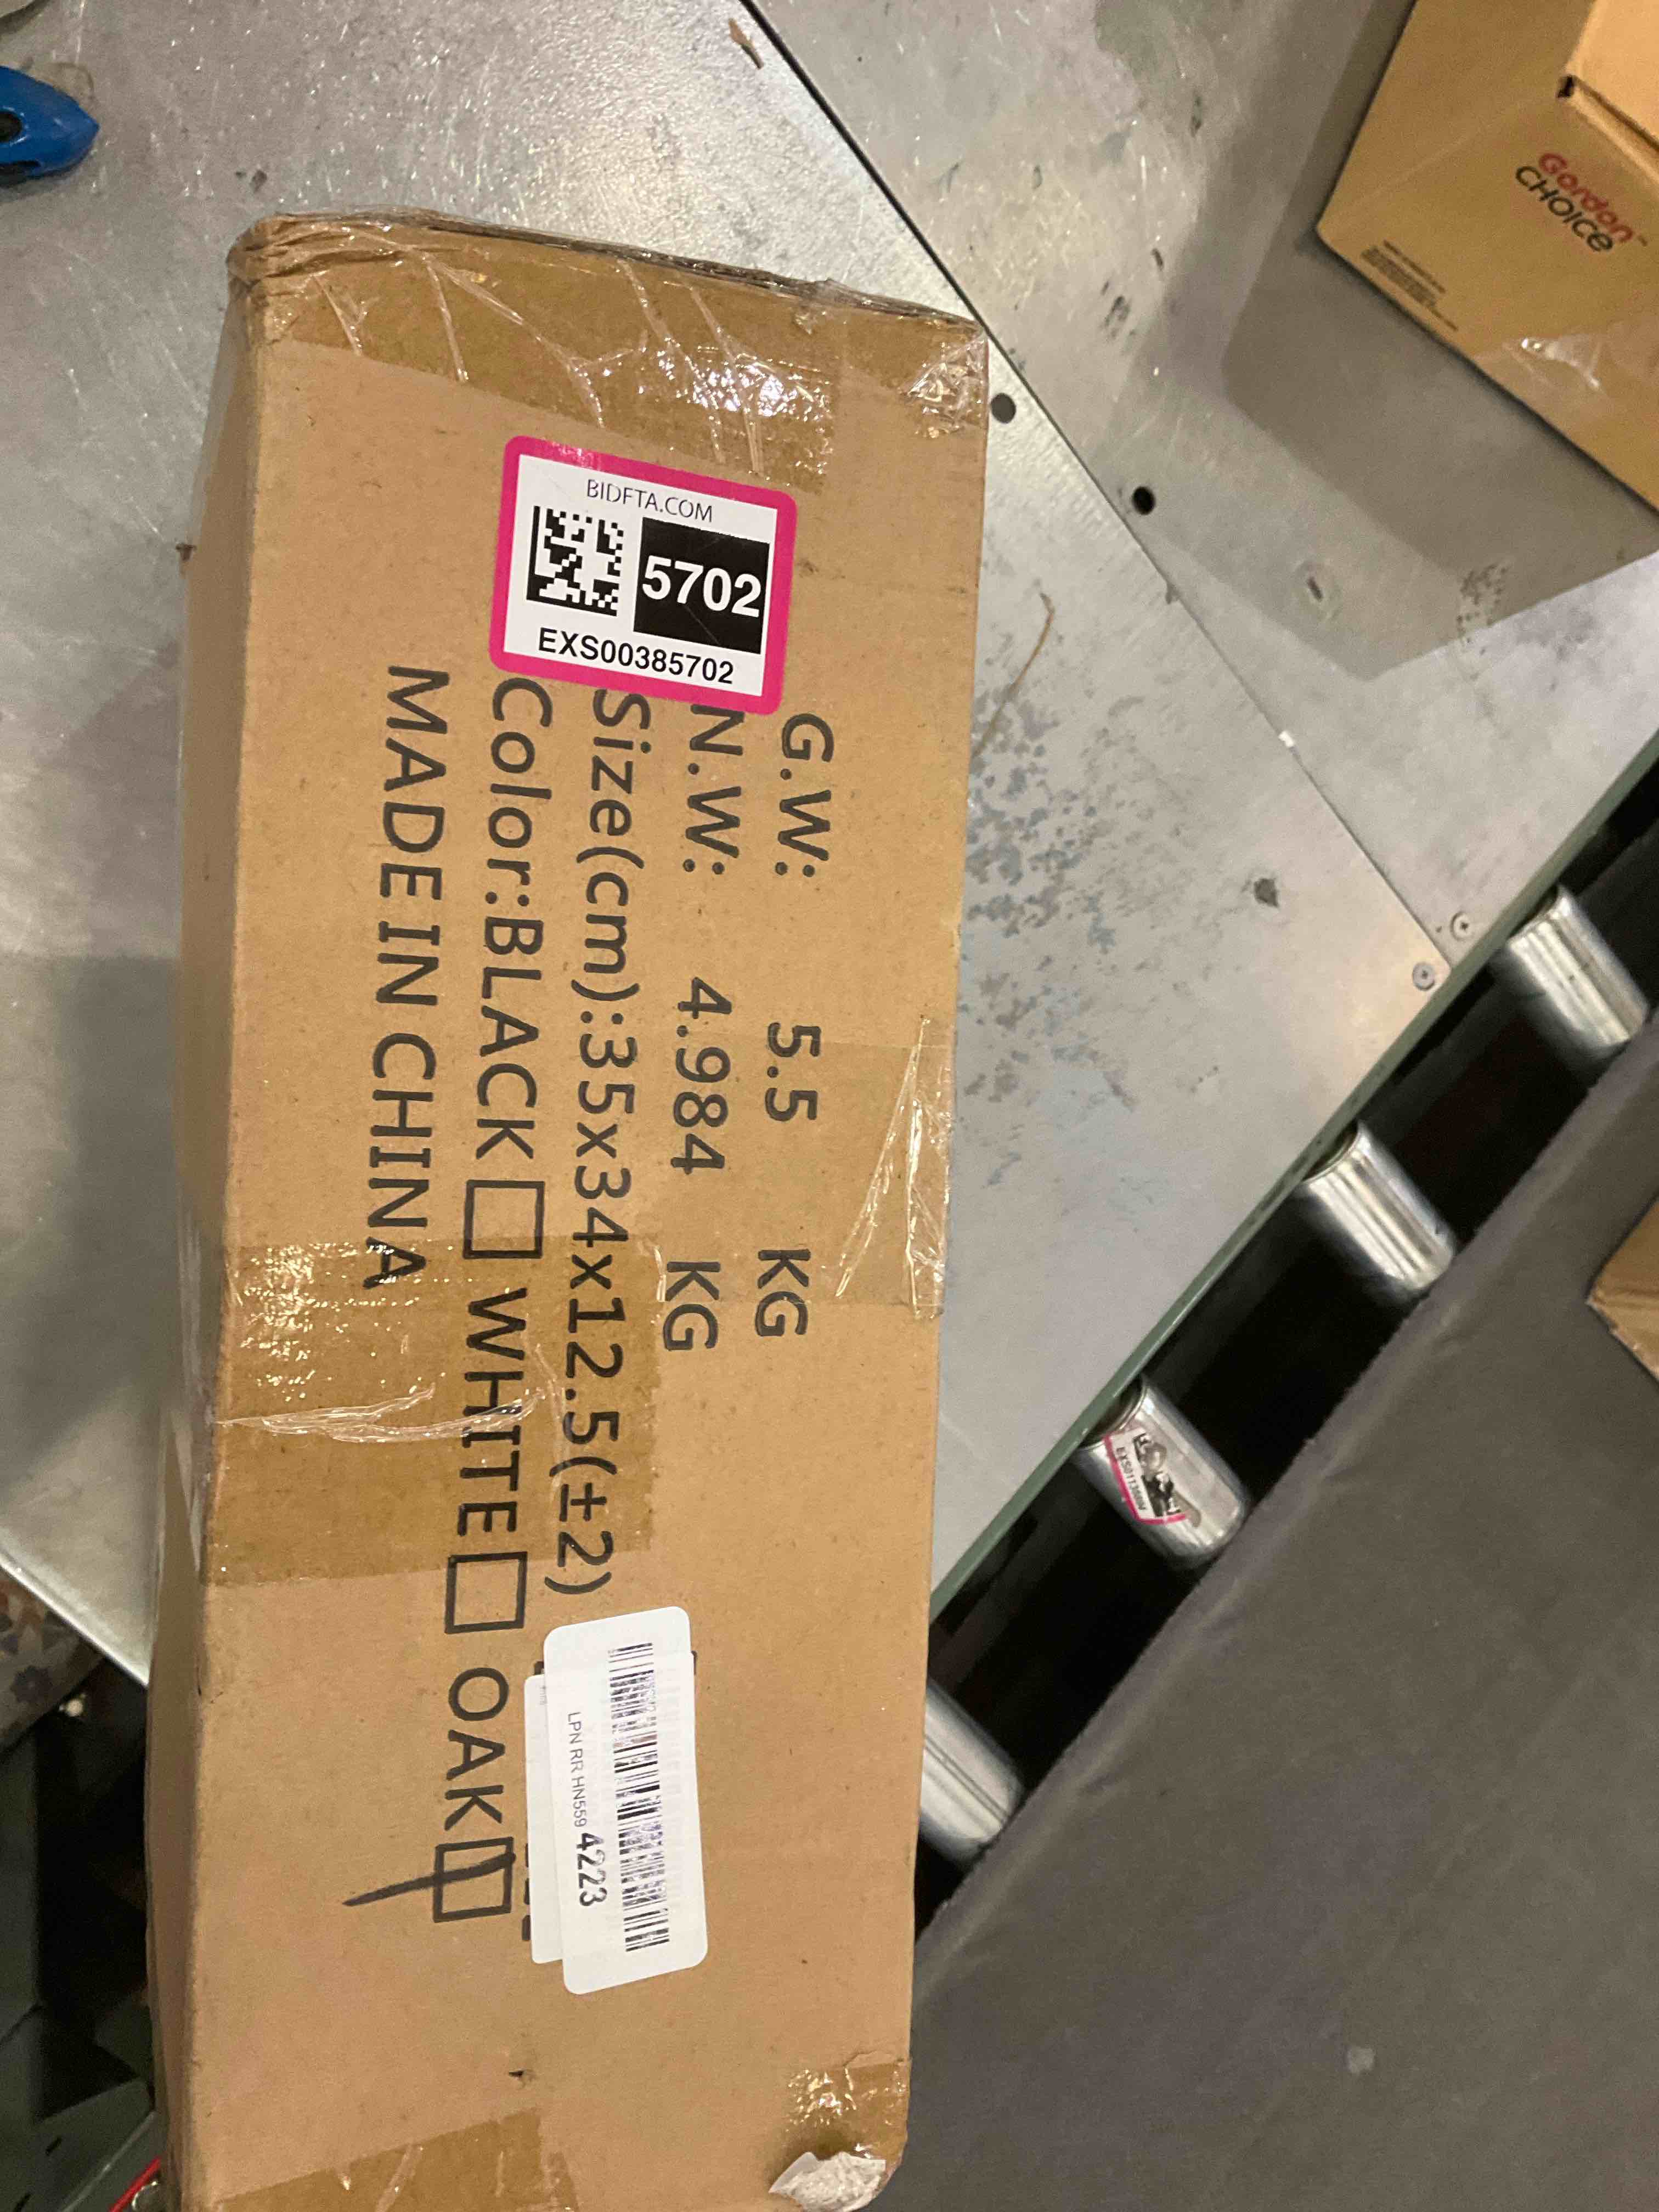 BIDFTA.COM
5702
EXS00385702
G.W: 5.5 KG
N.W: 4.984 KG
Size(cm):35x34x12.5(±2)
Color:BLACK□ WHITE□ OAK□
MADE IN CHINA
LPN RR HN559 4223
Gordon™
CHOICE